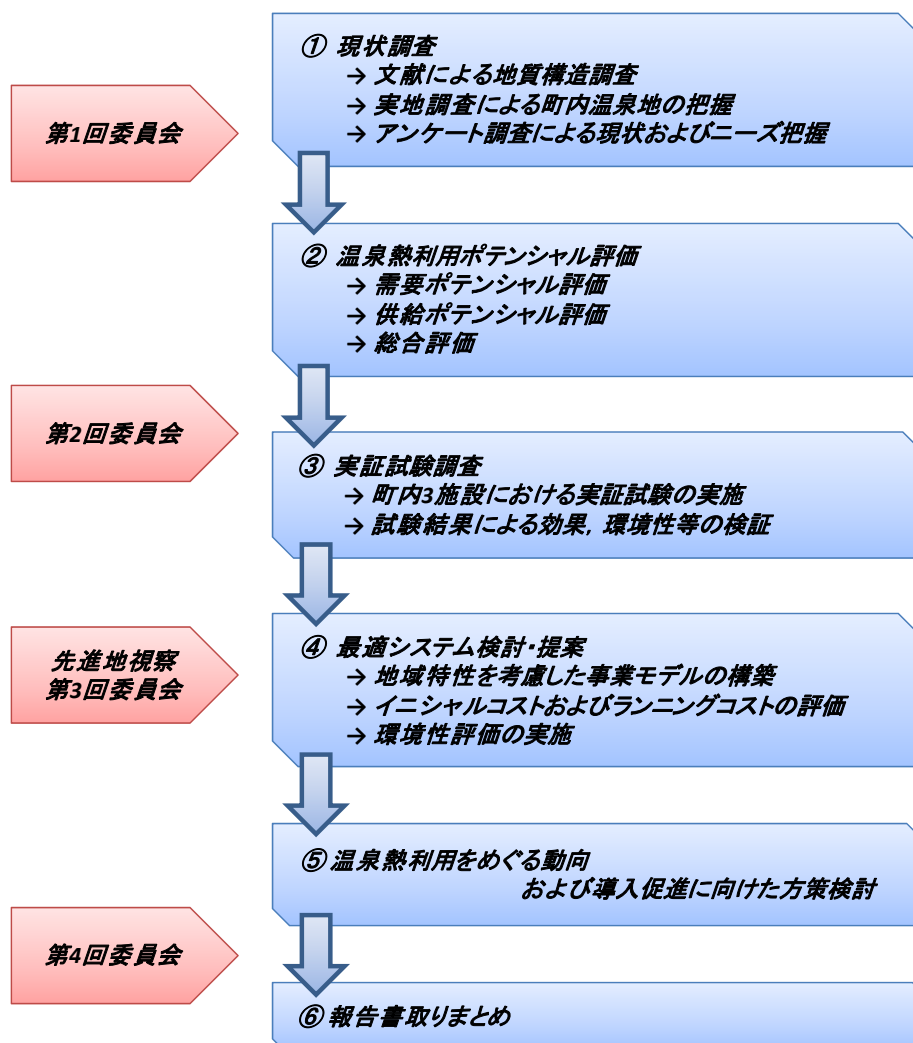 ① 現状調査
→ 文献による地質構造調査
→ 実地調査による町内温泉地の把握
→ アンケート調査による現状およびニーズ把握
第1回委員会
② 温泉熱利用ポテンシャル評価
→ 需要ポテンシャル評価
→ 供給ポテンシャル評価
→ 総合評価
第2回委員会
③ 実証試験調査
→ 町内3施設における実証試験の実施
→ 試験結果による効果，環境性等の検証
先進地視察
第3回委員会
④ 最適システム検討・提案
→ 地域特性を考慮した事業モデルの構築
→ イニシャルコストおよびランニングコストの評価
→ 環境性評価の実施
⑤ 温泉熱利用をめぐる動向
および導入促進に向けた方策検討
第4回委員会
⑥ 報告書取りまとめ